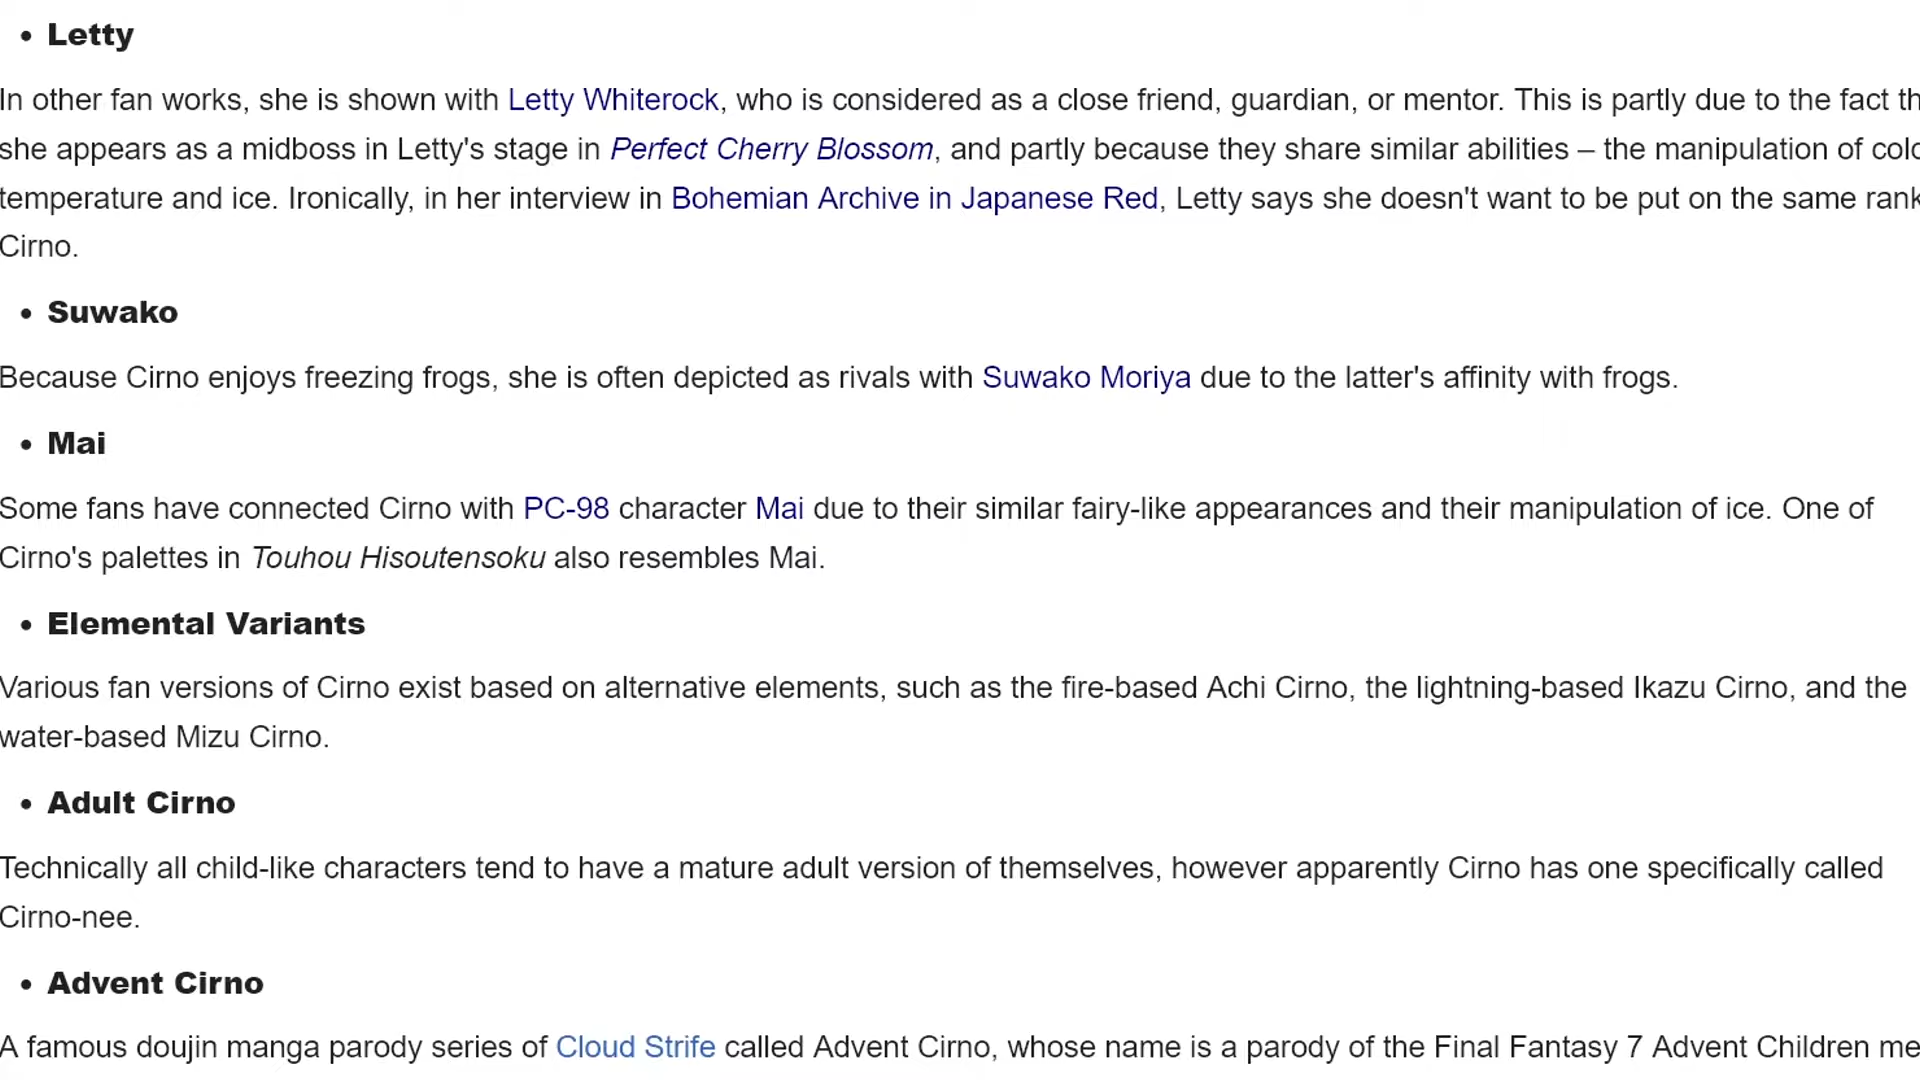 • Letty
In other fan works, she is shown with Letty Whiterock, who is considered as a close friend, guardian, or mentor. This is partly due to the fact
she appears as a midboss in Letty's stage in Perfect Cherry Blossom, and partly because they share similar abilities – the manipulation of
temperature and ice. Ironically, in her interview in Bohemian Archive in Japanese Red, Letty says she doesn't want to be put on the same rank
Cirno.
• Suwako
Because Cirno enjoys freezing frogs, she is often depicted as rivals with Suwako Moriya due to the latter's affinity with frogs.
• Mai
Some fans have connected Cirno with PC-98 character Mai due to their similar fairy-like appearances and their manipulation of ice. One of
Cirno's palettes in Touhou Hisoutensoku also resembles Mai.
• Elemental Variants
Various fan versions of Cirno exist based on alternative elements, such as the fire-based Achi Cirno, the lightning-based Ikazu Cirno, and the
water-based Mizu Cirno.
• Adult Cirno
Technically all child-like characters tend to have a mature adult version of themselves, however apparently Cirno has one specifically called
Cirno-nee.
• Advent Cirno
A famous doujin manga parody series of Cloud Strife called Advent Cirno, whose name is a parody of the Final Fantasy 7 Advent Children